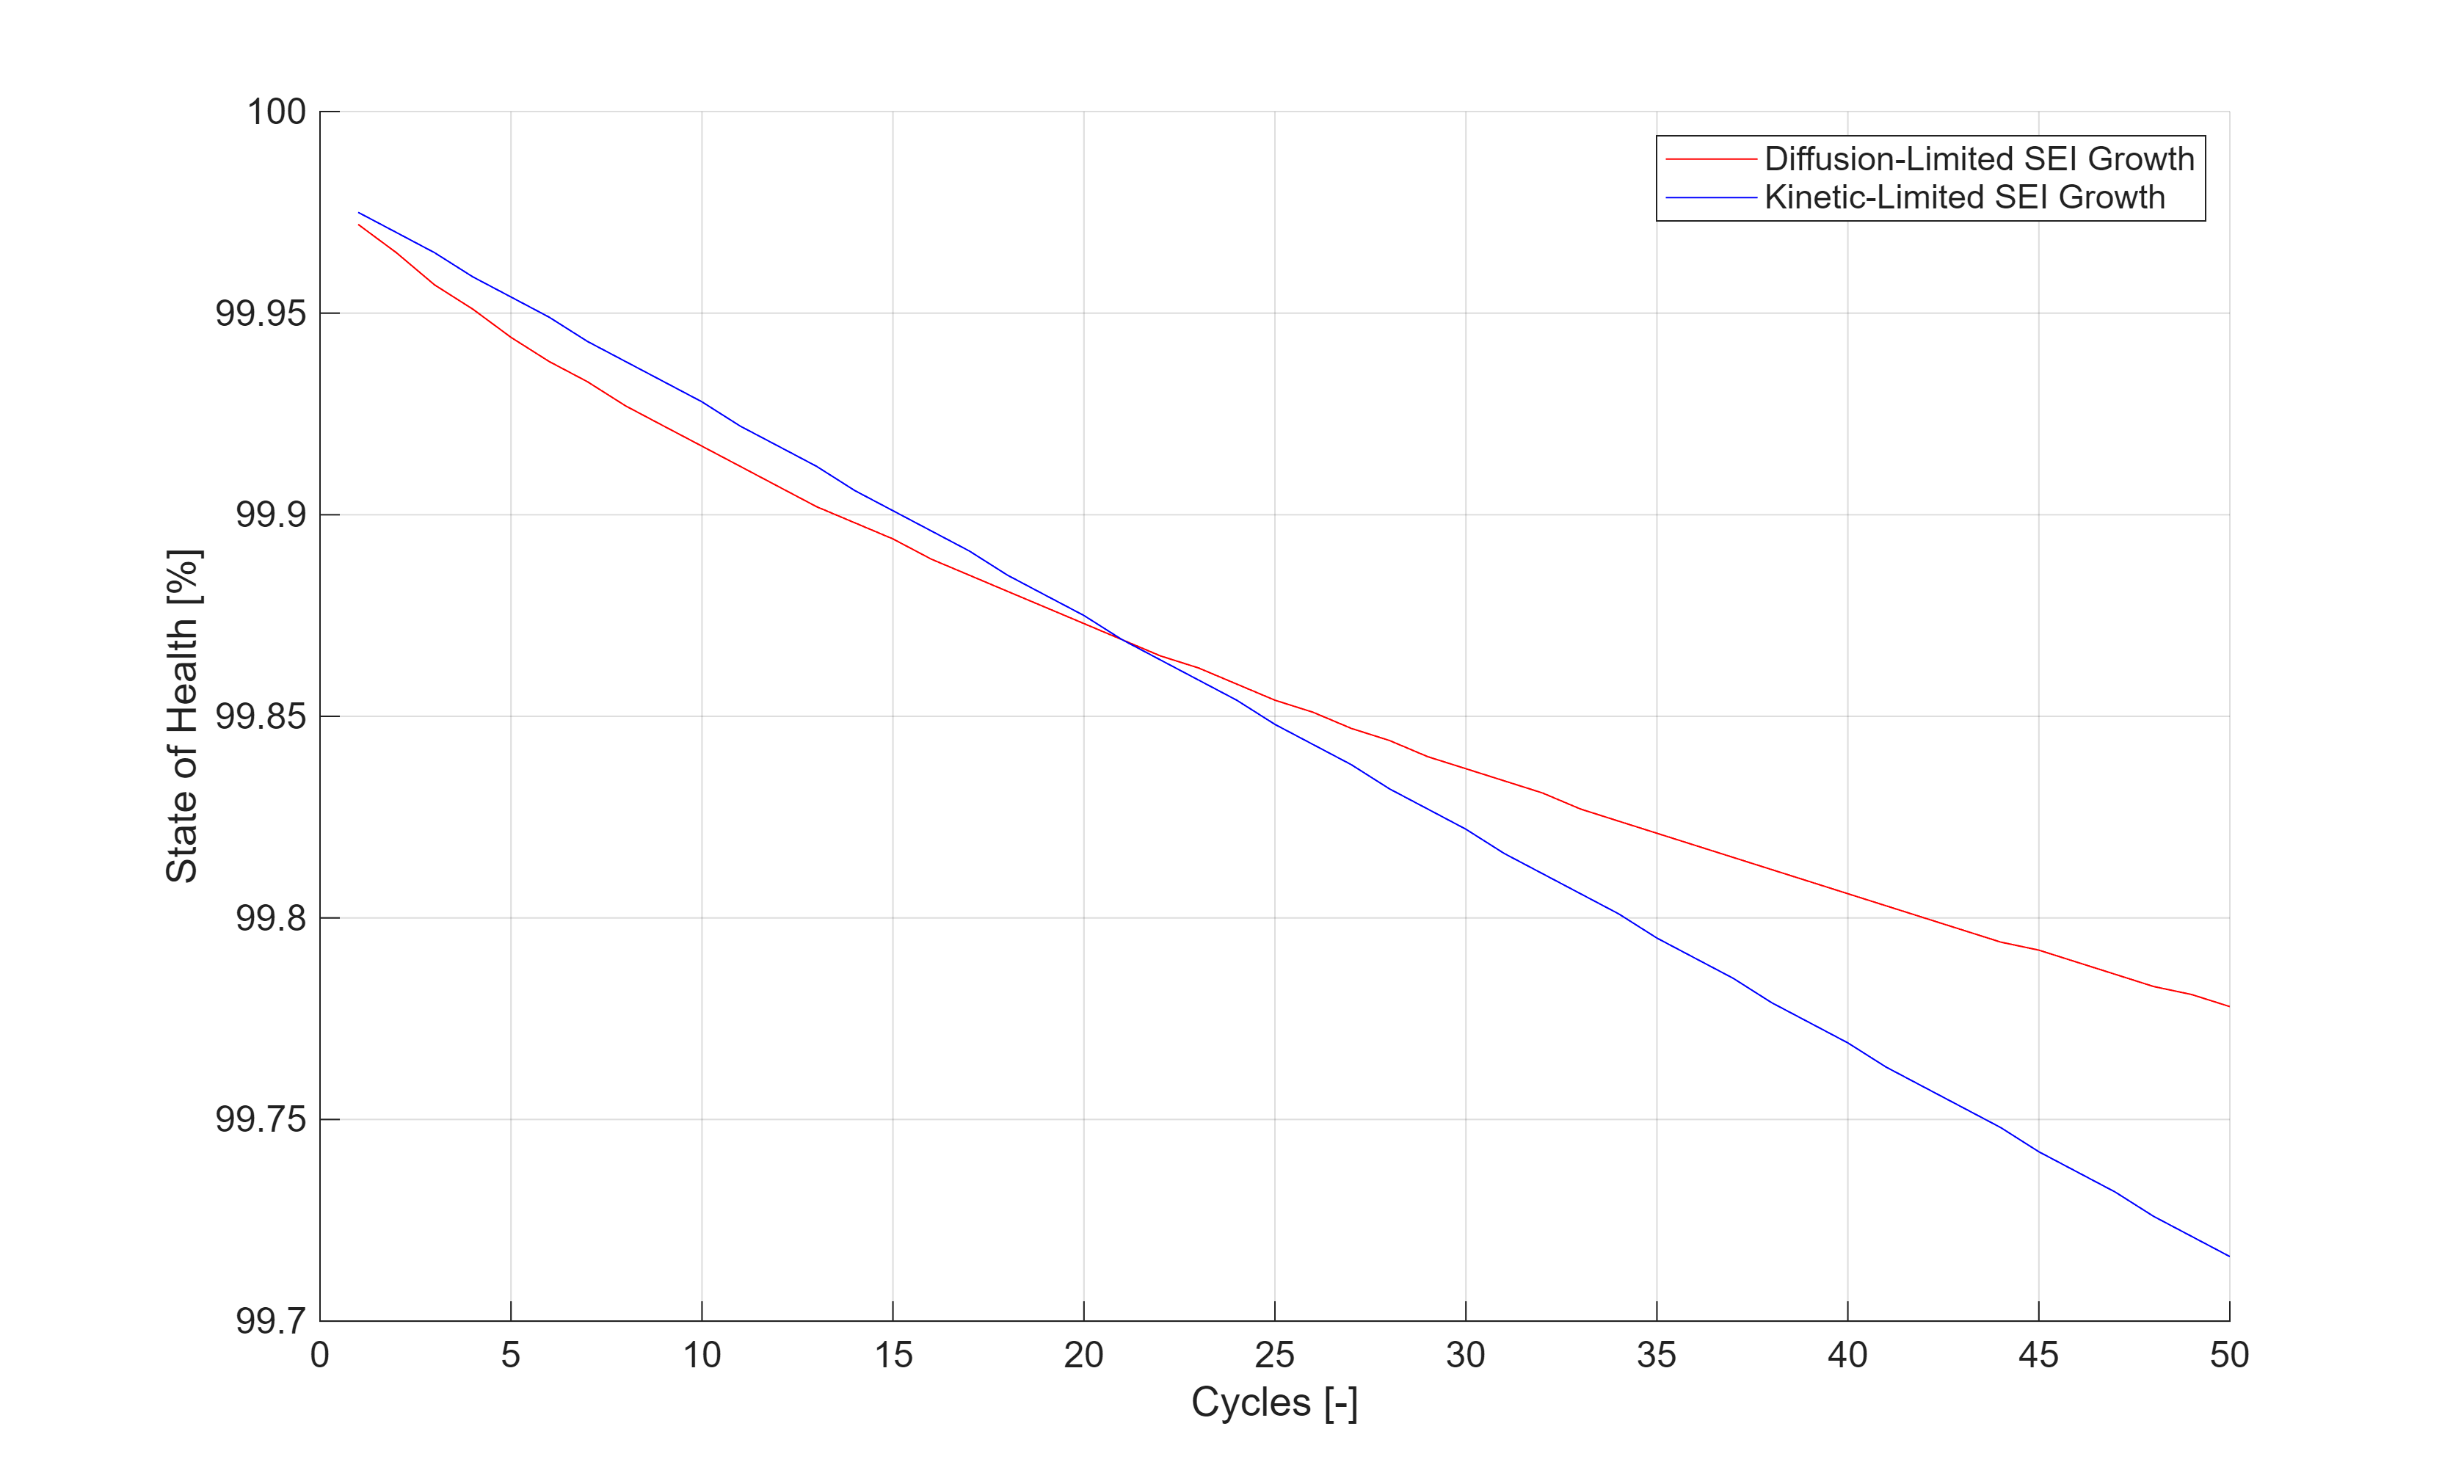 100
99.95
99.9
99.85
99.8
99.75
99.7
State of Health [%]
Diffusion-Limited SEI Growth
Kinetic-Limited SEI Growth
0 5 10 15 20 25 30 35 40 45 50
Cycles [-]